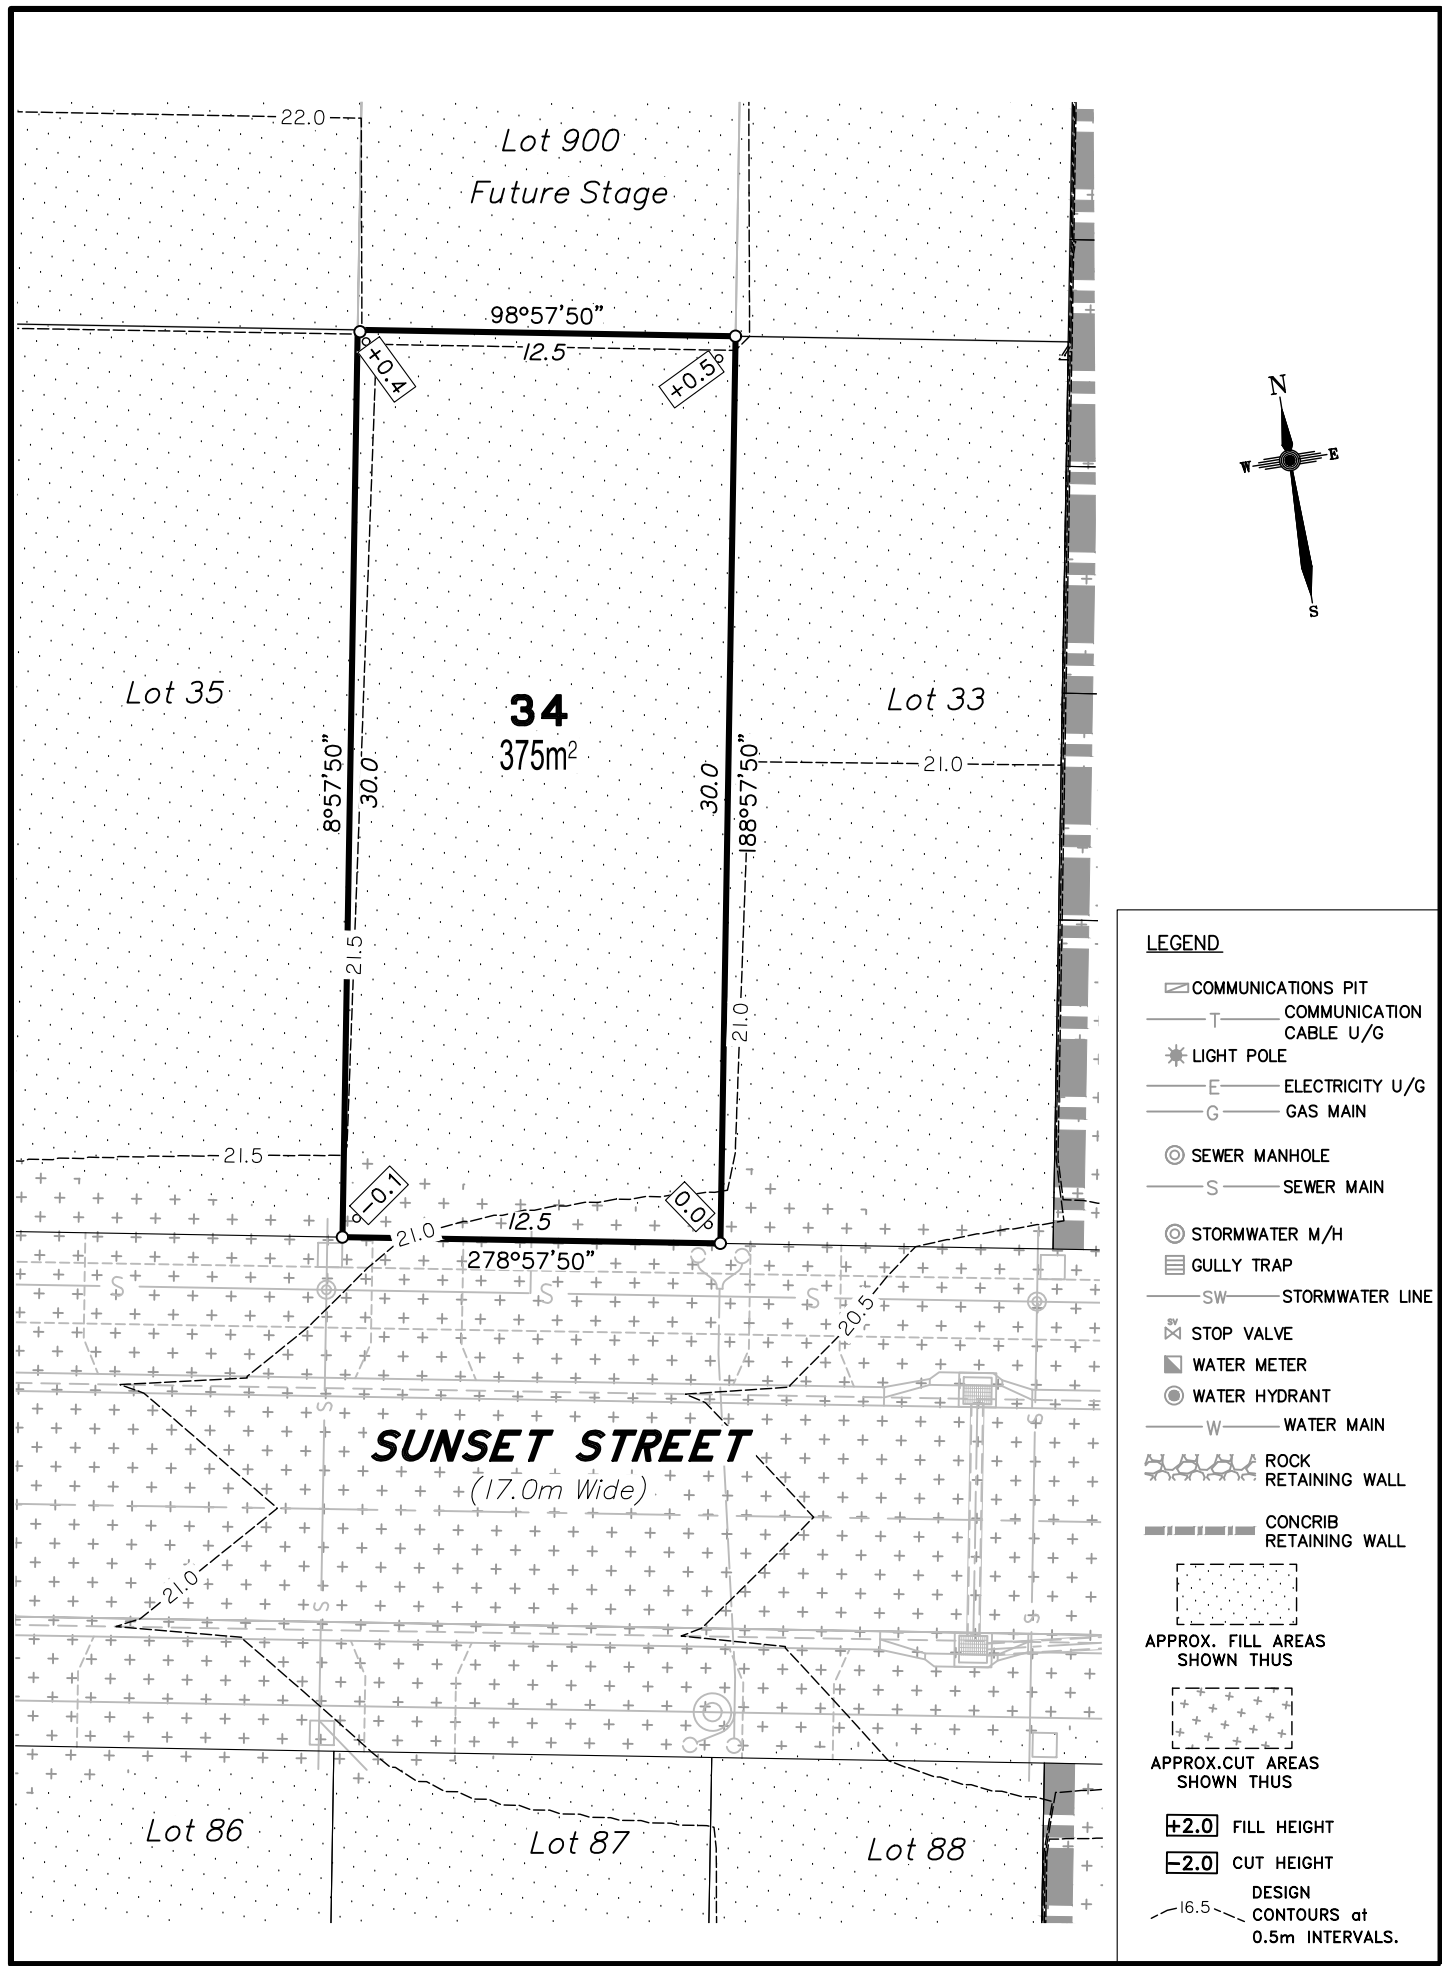 22.0
Lot 900
Future Stage
98°57'50"
12.5
+0.4
+0.5
N
W
E
S
Lot 35
34
375m²
Lot 33
8°57'50"
30.0
30.0
188°57'50"
21.0
21.5
21.0
21.5
-0.1
0.0
21.0
12.5
278°57'50"
S
S
S
20.5
S
S
SUNSET STREET
(17.0m Wide)
21.0
S
S
Lot 86
Lot 87
Lot 88
LEGEND
COMMUNICATIONS PIT
T
COMMUNICATION
CABLE U/G
LIGHT POLE
E
ELECTRICITY U/G
G
GAS MAIN
SEWER MANHOLE
S
SEWER MAIN
STORMWATER M/H
GULLY TRAP
SW
STORMWATER LINE
SV
STOP VALVE
WATER METER
WATER HYDRANT
W
WATER MAIN
ROCK
RETAINING WALL
CONCRIB
RETAINING WALL
APPROX. FILL AREAS
SHOWN THUS
APPROX.CUT AREAS
SHOWN THUS
+2.0 FILL HEIGHT
-2.0 CUT HEIGHT
16.5
DESIGN
CONTOURS at
0.5m INTERVALS.